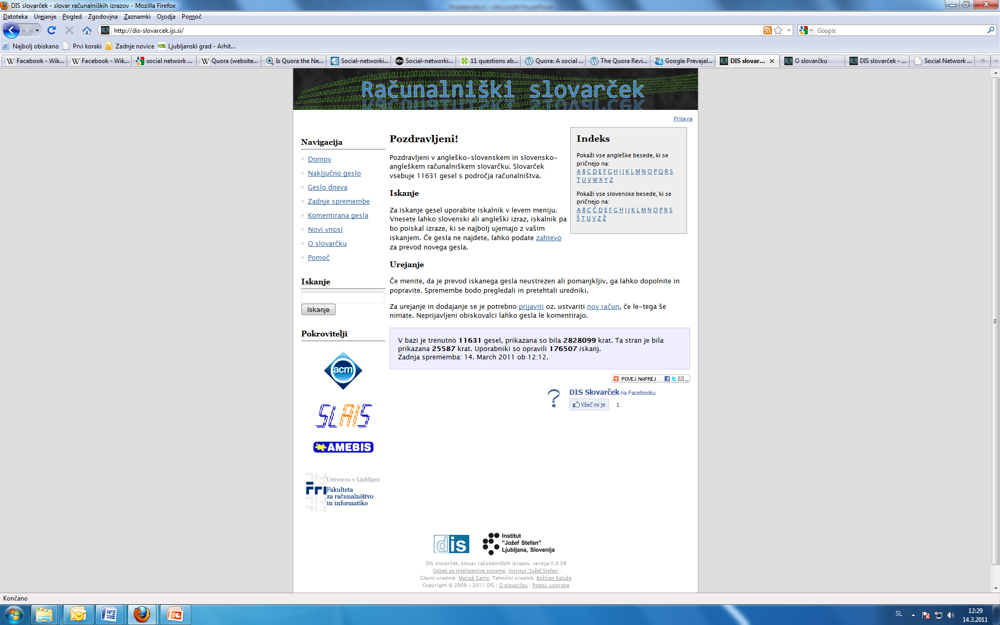 DIS slovarček - slovar računalniških izrazov - Mozilla Firefox
Datoteka Urejanje Pogled Zgodovina Zaznamki Orodja Pomoč
http://dis-slovarcek.ijs.si/
Google
Najbolj obiskano Prvi koraki Zadnje novice Ljubljanski grad - Arhit...
Facebook - Wik... Facebook - Wik... social network ... Quora (website... Is Quora the Ne... Social-networki... Social-networki... 11 questions ab... Quora: A social ... The Quora Revi... Google Prevajal... DIS slovar... O slovarčku DIS slovarček - ... Social Network ...
Računalniški slovarček
Prijava
Navigacija
Domov
Naključno geslo
Geslo dneva
Zadnje spremembe
Komentirana gesla
Novi vnosi
O slovarčku
Pomoč
Iskanje
Iskanje
Pokrovitelji
acm
SLAIS
AMEBIS
Univerza v Ljubljani
Fakulteta
za računalništvo
in informatiko
Pozdravljeni!
Pozdravljeni v angleško-slovenskem in slovensko-
angleškem računalniškem slovarčku. Slovarček
vsebuje 11631 gesel s področja računalništva.
Iskanje
Za iskanje gesel uporabite iskalnik v levem meniju.
Vnesete lahko slovenski ali angleški izraz, iskalnik pa
bo poiskal izraze, ki se najbolj ujemajo z vašim
iskanjem. Če gesla ne najdete, lahko podate zahtevo
za prevod novega gesla.
Indeks
Pokaži vse angleške besede, ki se
pričnejo na:
A B C D E F G H I J K L M N O P Q R S
T U V W X Y Z
Pokaži vse slovenske besede, ki se
pričnejo na:
A B C Č D E F G H I J K L M N O P R S
Š T U V Z Ž
Urejanje
Če menite, da je prevod iskanega gesla neustrezen ali pomanjkljiv, ga lahko dopolnite in
popravite. Spremembe bodo pregledali in pretehtali uredniki.
Za urejanje in dodajanje se je potrebno prijaviti oz. ustvariti nov račun, če le-tega še
nimate. Neprijavljeni obiskovalci lahko gesla le komentirajo.
V bazi je trenutno 11631 gesel, prikazana so bila 2828099 krat. Ta stran je bila
prikazana 25587 krat. Uporabniki so opravili 176507 iskanj.
Zadnja sprememba: 14. March 2011 ob 12:12.
POVEJ NAPREJ ...
DIS Slovarček na Facebooku
Všeč mi je 1
dis
Institut
"Jožef Stefan"
Ljubljana, Slovenija
DIS slovarček, slovar računalniških izrazov, verzija 0.8.38
Odsek za inteligentne sisteme, Institut "Jožef Stefan"
Glavni urednik: Matjaž Gams, Tehnični urednik: Boštjan Kaluža
Copyright © 2008 - 2011 DIS | O slovarčku | Pogoji uporabe
Končano
SL
12:29
14.3.2011